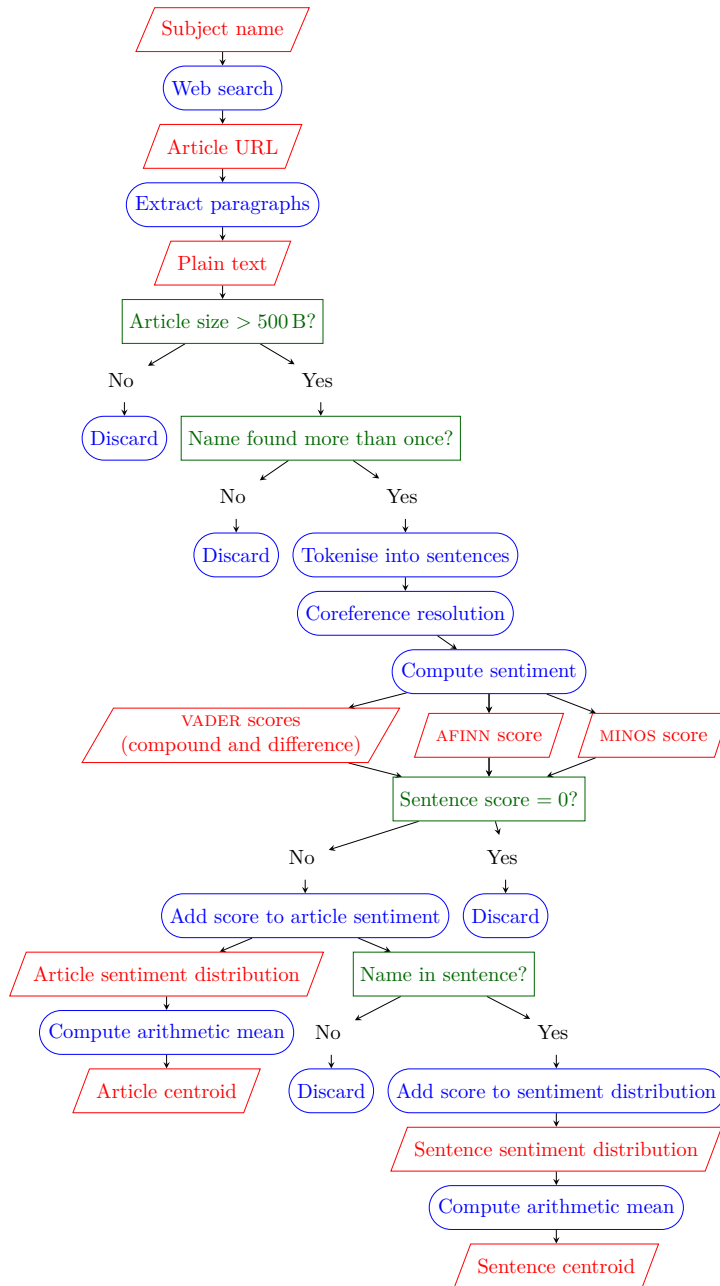 Subject name
Web search
Article URL
Extract paragraphs
Plain text
Article size > 500 B?
No
Yes
Discard
Name found more than once?
No
Yes
Discard
Tokenise into sentences
Coreference resolution
Compute sentiment
VADER scores
(compound and difference)
AFINN score
MINOS score
Sentence score = 0?
No
Yes
Add score to article sentiment
Discard
Article sentiment distribution
Name in sentence?
Compute arithmetic mean
No
Yes
Article centroid
Discard
Add score to sentiment distribution
Sentence sentiment distribution
Compute arithmetic mean
Sentence centroid